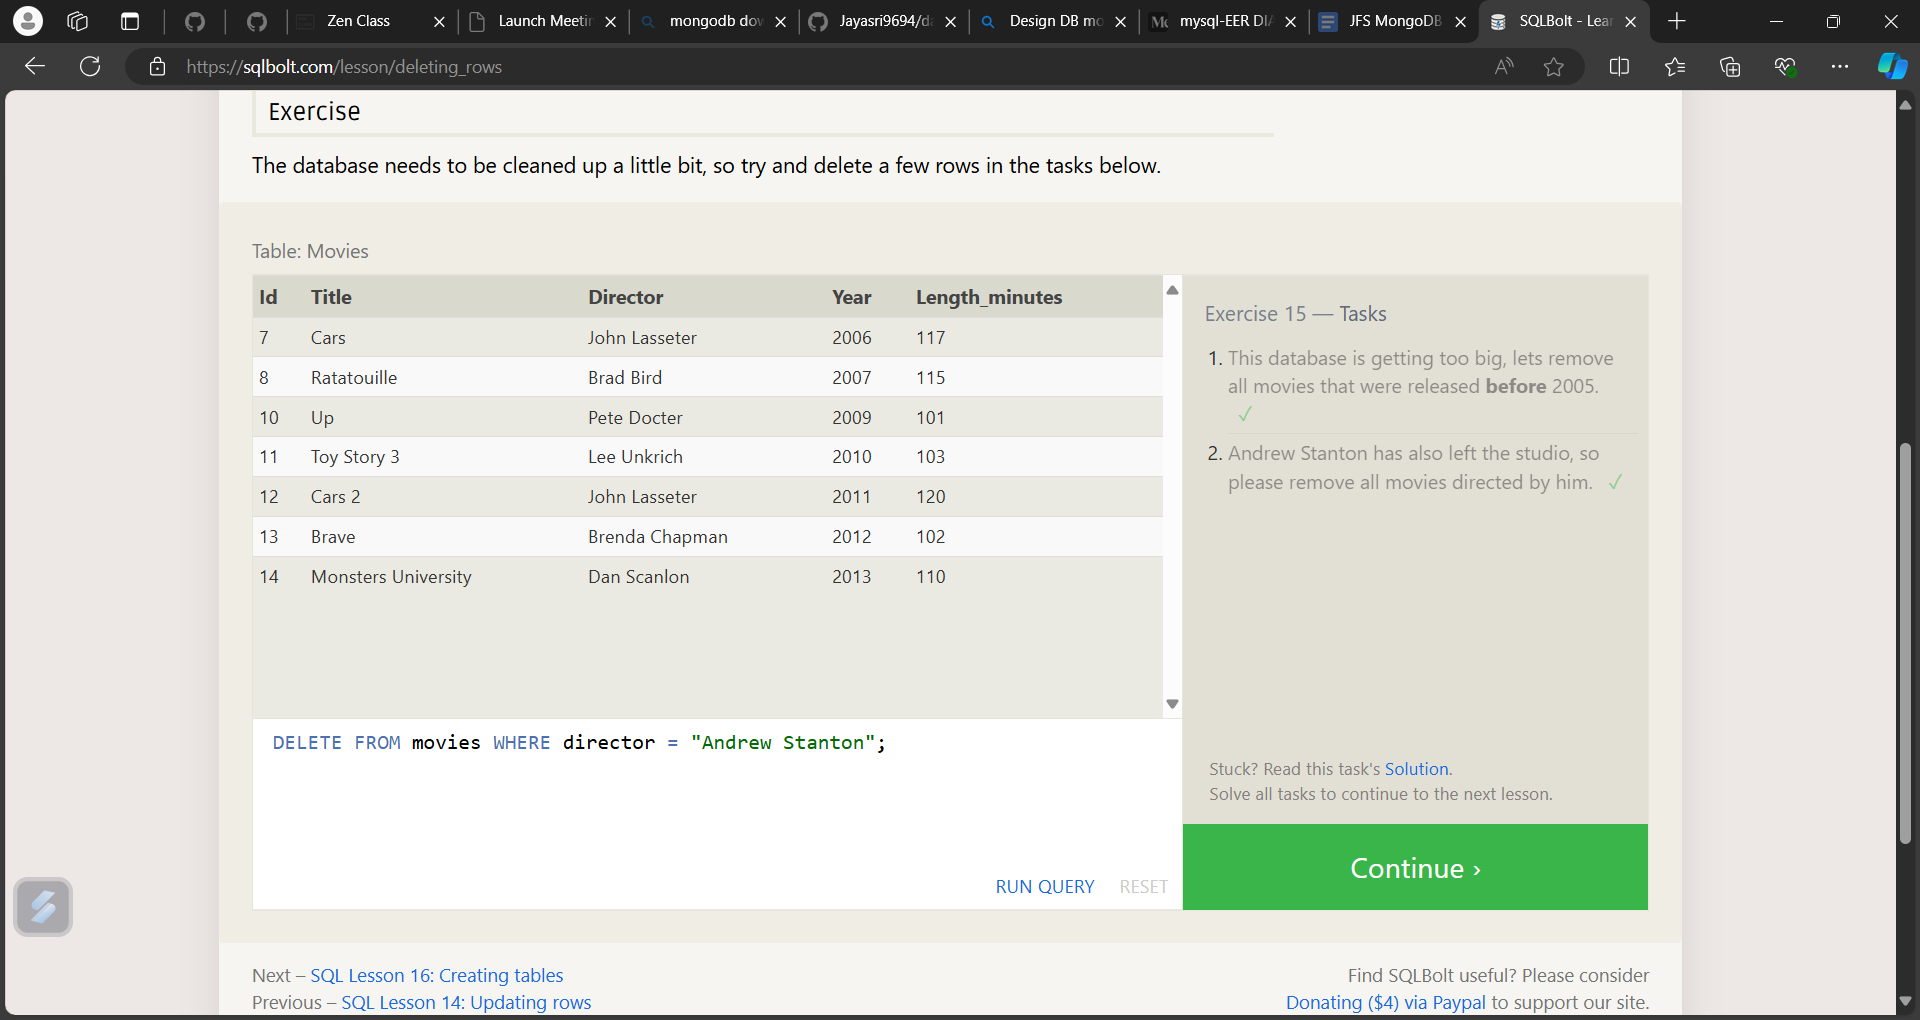 Zen Class
Launch Meetin
mongodb dow
Jayasri9694/da
Design DB mo
mysql-EER DIA
JFS MongoDB
SQLBolt - Lear
https://sqlbolt.com/lesson/deleting_rows
Exercise
The database needs to be cleaned up a little bit, so try and delete a few rows in the tasks below.
Table: Movies
Id Title Director Year Length_minutes
7 Cars John Lasseter 2006 117
8 Ratatouille Brad Bird 2007 115
10 Up Pete Docter 2009 101
11 Toy Story 3 Lee Unkrich 2010 103
12 Cars 2 John Lasseter 2011 120
13 Brave Brenda Chapman 2012 102
14 Monsters University Dan Scanlon 2013 110
DELETE FROM movies WHERE director = "Andrew Stanton";
RUN QUERY RESET
Exercise 15 — Tasks
1. This database is getting too big, lets remove
all movies that were released before 2005.
✓
2. Andrew Stanton has also left the studio, so
please remove all movies directed by him. ✓
Stuck? Read this task's Solution.
Solve all tasks to continue to the next lesson.
Continue ›
Next – SQL Lesson 16: Creating tables
Previous – SQL Lesson 14: Updating rows
Find SQLBolt useful? Please consider
Donating ($4) via Paypal to support our site.